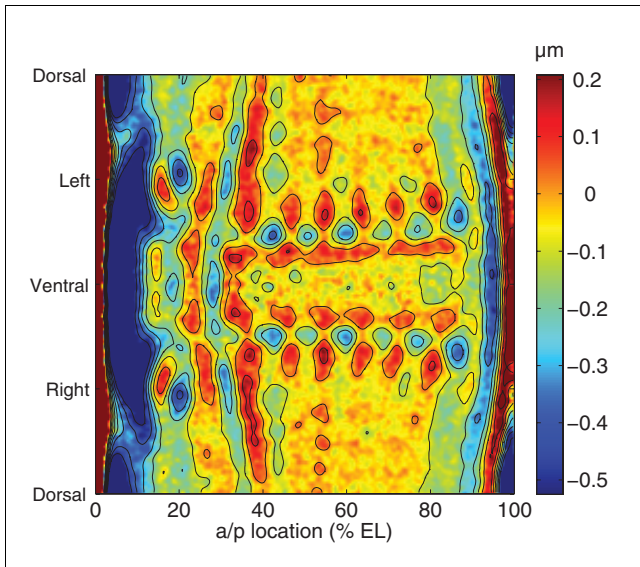 µm
Dorsal
Left
Ventral
Right
Dorsal
0.2
0.1
0
−0.1
−0.2
−0.3
−0.4
−0.5
0 20 40 60 80 100
a/p location (% EL)